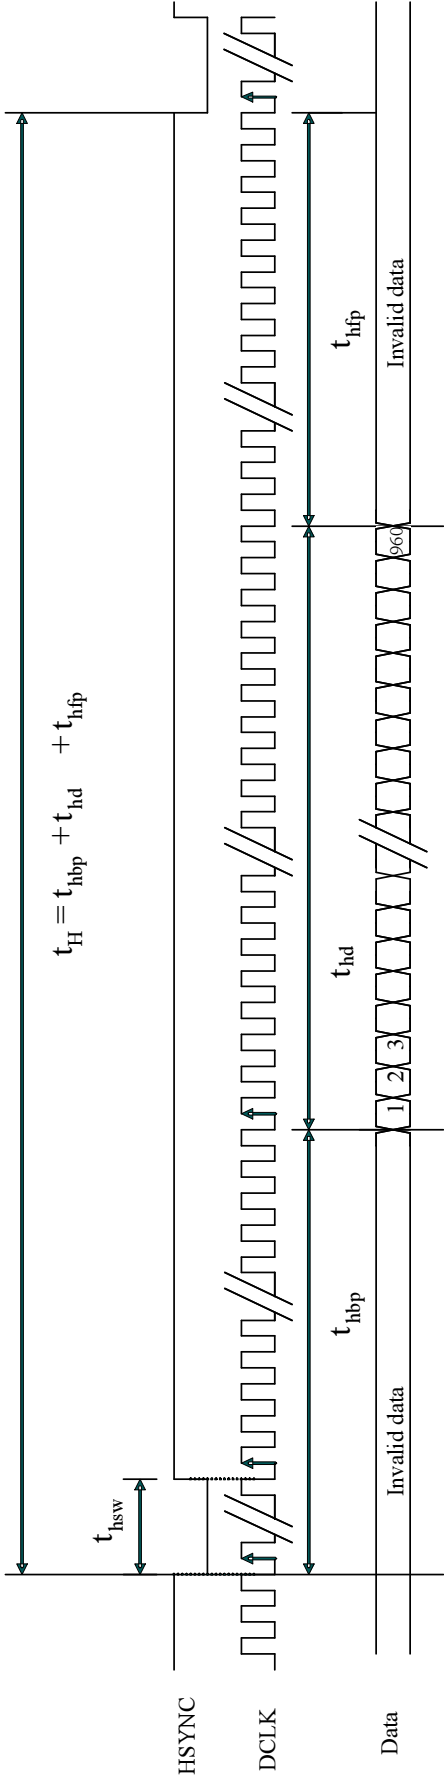 t_H = t_hbp + t_hd + t_hfp
t_hsw
HSYNC
DCLK
t_hbp
t_hd
t_hfp
Data
Invalid data
1 2 3
960
Invalid data